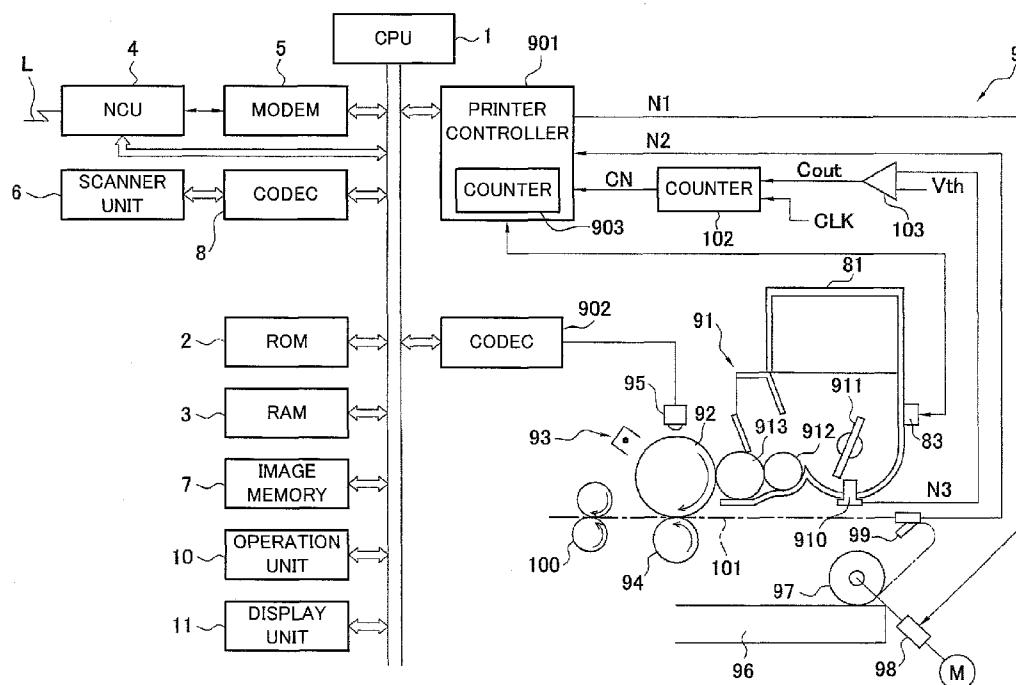 CPU
1
L
4
NCU
5
MODEM
901
PRINTER
CONTROLLER
COUNTER
903
N1
9
N2
CN
COUNTER
102
Cout
CLK
Vth
103
6
SCANNER
UNIT
CODEC
8
81
2
ROM
CODEC
902
91
911
3
RAM
95
92
913
912
83
93
7
IMAGE
MEMORY
N3
99
10
OPERATION
UNIT
100
94
101
910
97
11
DISPLAY
UNIT
96
98
M